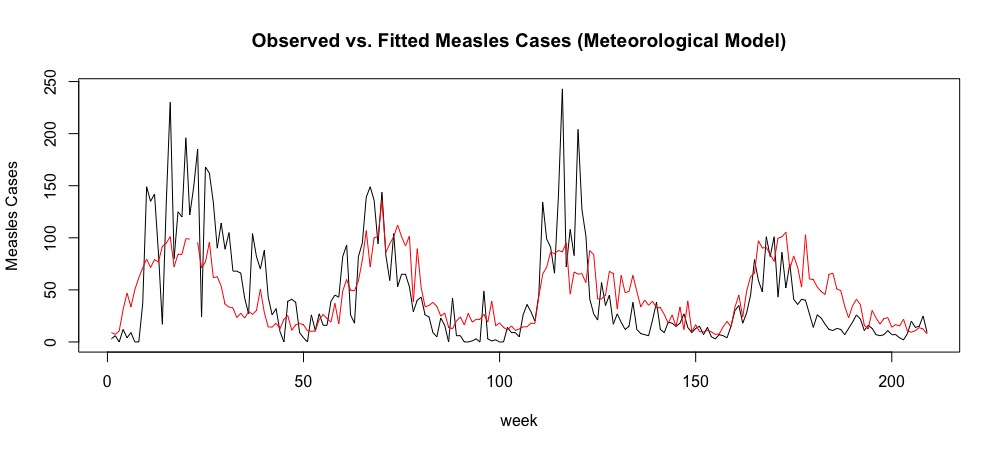 Observed vs. Fitted Measles Cases (Meteorological Model)
Measles Cases
250
200
150
100
50
0
0 50 100 150 200
week